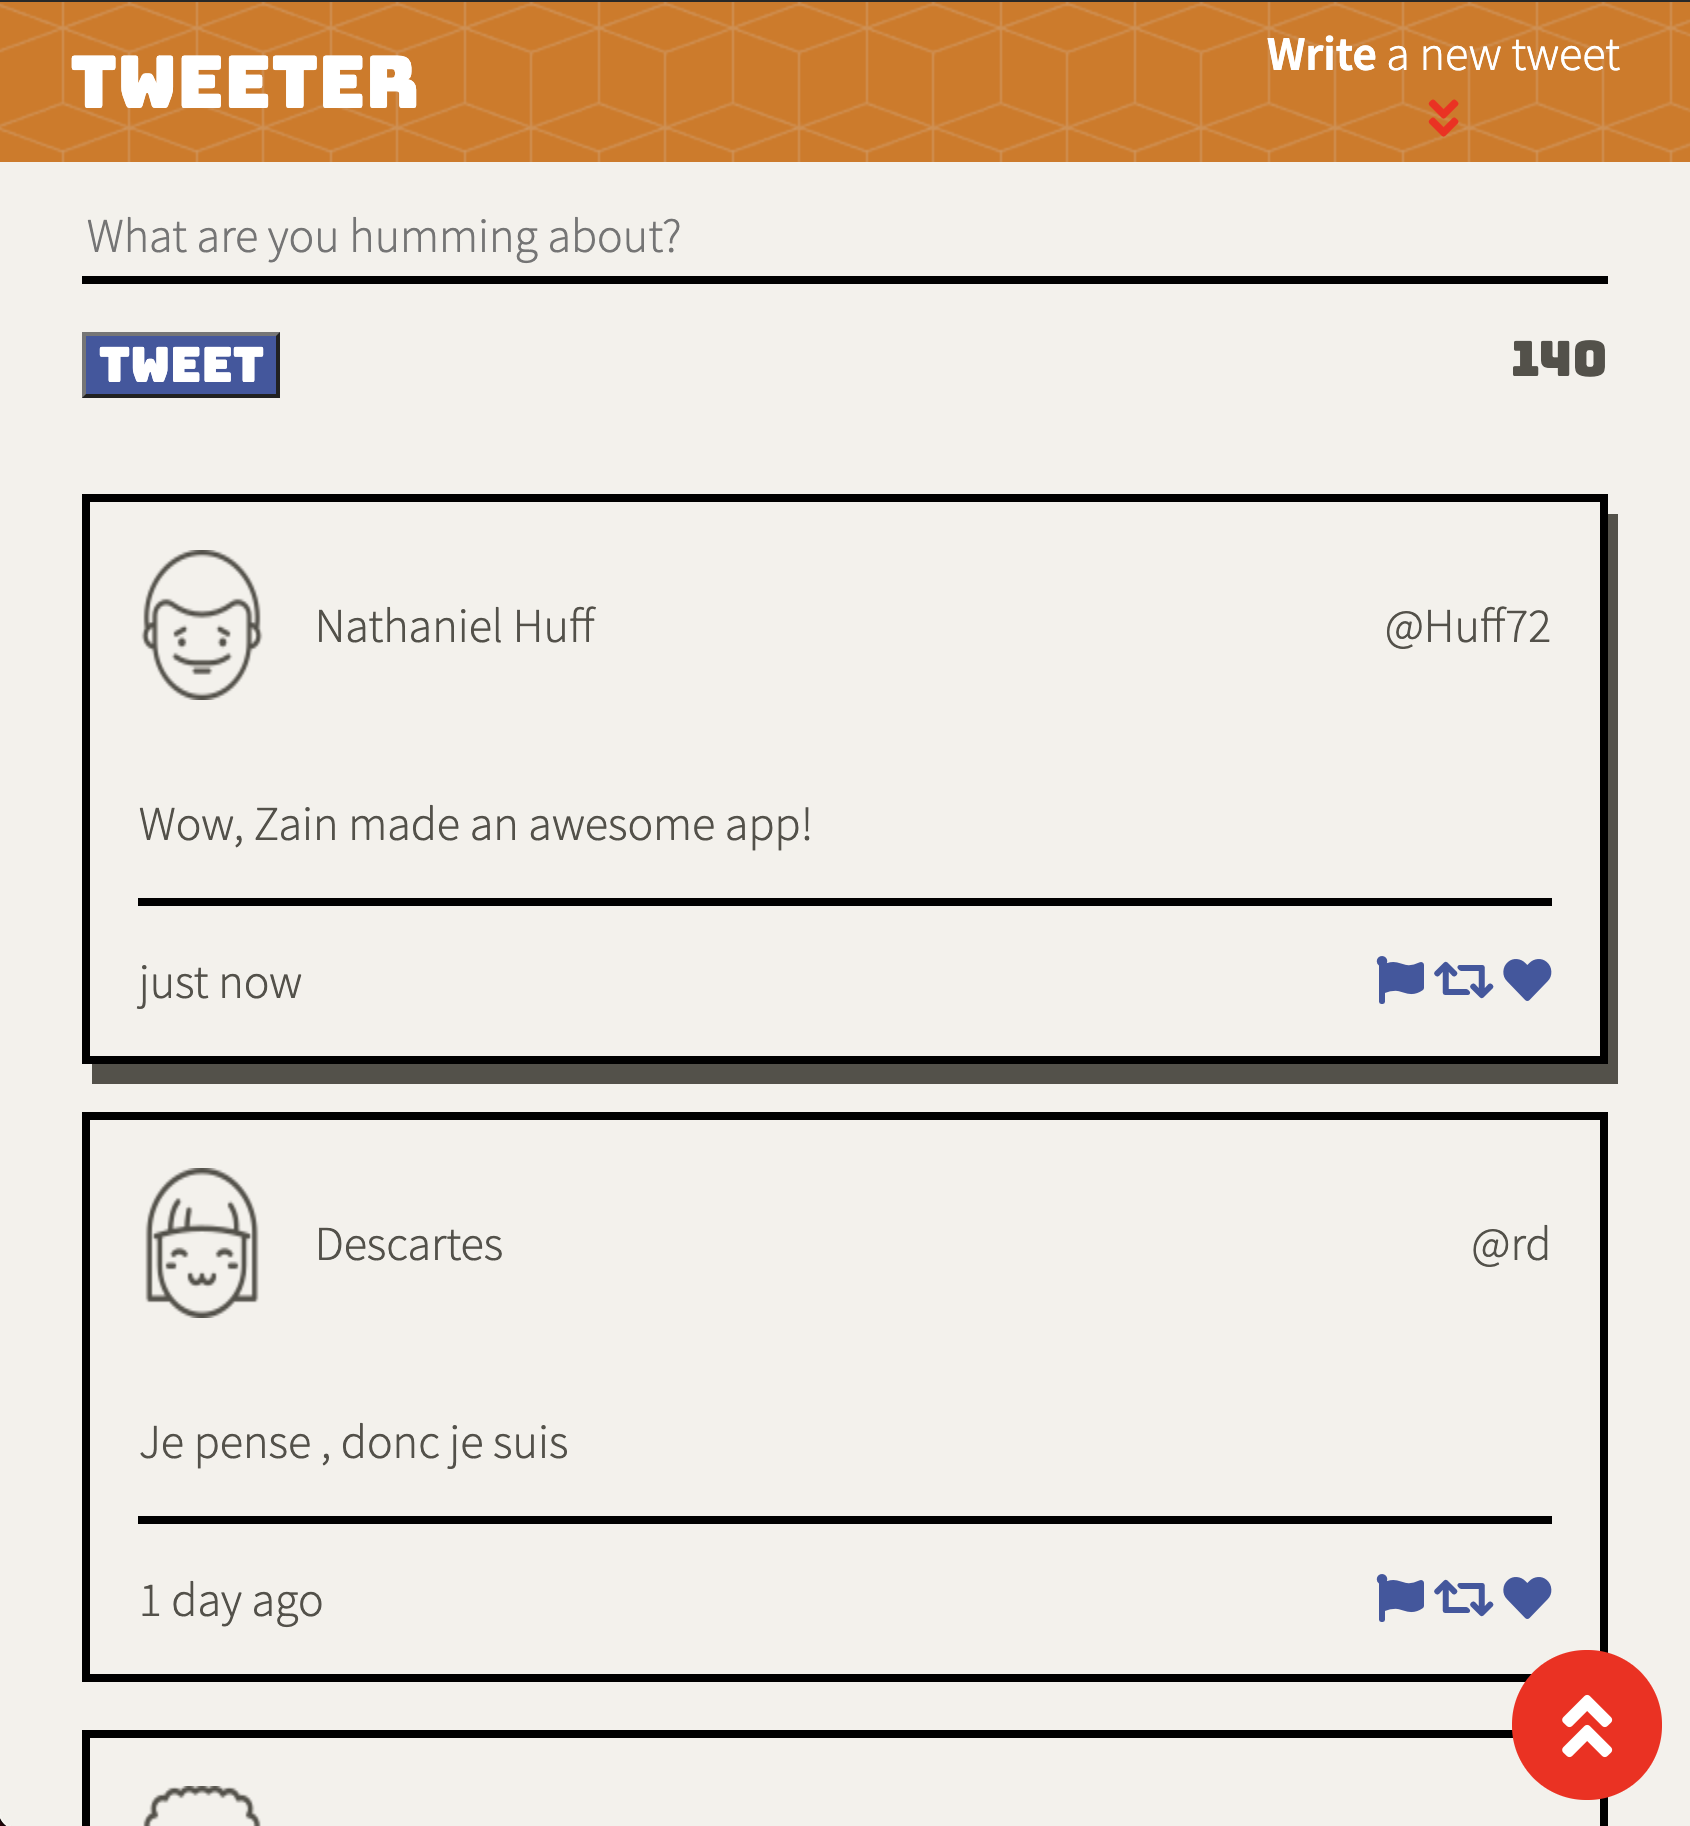 TWEETER
Write a new tweet
What are you humming about?
TWEET
140
Nathaniel Huff
@Huff72
Wow, Zain made an awesome app!
just now
Descartes
@rd
Je pense , donc je suis
1 day ago